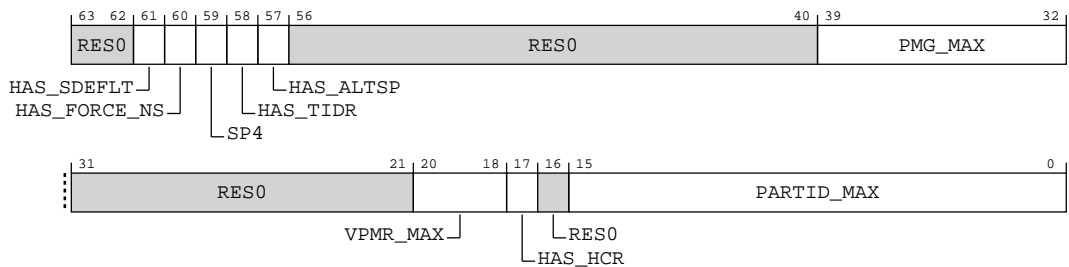 63 62 61 60 59 58 57 56 40 39 32
RES0 RES0 PMG_MAX
HAS_SDEFLT HAS_ALTSP
HAS_FORCE_NS HAS_TIDR
SP4
31 21 20 18 17 16 15 0
RES0 PARTID_MAX
VPMR_MAX RES0
HAS_HCR